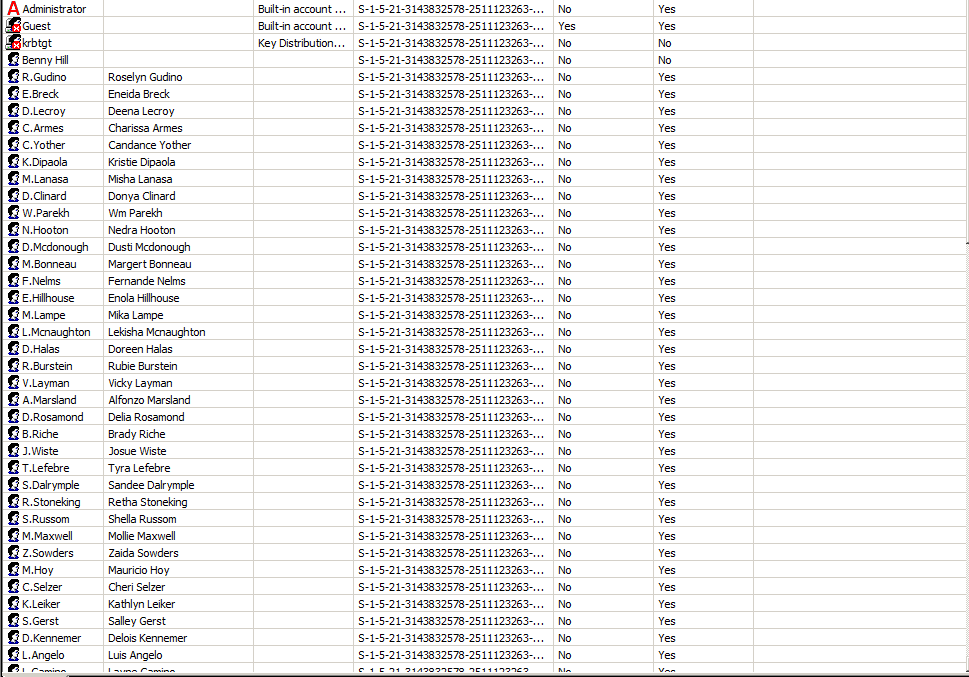 Administrator Built-in account ... S-1-5-21-3143832578-2511123263-... No Yes
Guest Built-in account ... S-1-5-21-3143832578-2511123263-... Yes Yes
krbtgt Key Distribution... S-1-5-21-3143832578-2511123263-... No No
Benny Hill S-1-5-21-3143832578-2511123263-... No No
R.Gudino Roselyn Gudino S-1-5-21-3143832578-2511123263-... No Yes
E.Breck Eneida Breck S-1-5-21-3143832578-2511123263-... No Yes
D.Lecroy Deena Lecroy S-1-5-21-3143832578-2511123263-... No Yes
C.Armes Charissa Armes S-1-5-21-3143832578-2511123263-... No Yes
C.Yother Candance Yother S-1-5-21-3143832578-2511123263-... No Yes
K.Dipaola Kristie Dipaola S-1-5-21-3143832578-2511123263-... No Yes
M.Lanasa Misha Lanasa S-1-5-21-3143832578-2511123263-... No Yes
D.Clinard Donya Clinard S-1-5-21-3143832578-2511123263-... No Yes
W.Parekh Wm Parekh S-1-5-21-3143832578-2511123263-... No Yes
N.Hooton Nedra Hooton S-1-5-21-3143832578-2511123263-... No Yes
D.Mcdonough Dusti Mcdonough S-1-5-21-3143832578-2511123263-... No Yes
M.Bonneau Margert Bonneau S-1-5-21-3143832578-2511123263-... No Yes
F.Nelms Fernande Nelms S-1-5-21-3143832578-2511123263-... No Yes
E.Hillhouse Enola Hillhouse S-1-5-21-3143832578-2511123263-... No Yes
M.Lampe Mika Lampe S-1-5-21-3143832578-2511123263-... No Yes
L.Mcnaughton Lekisha Mcnaughton S-1-5-21-3143832578-2511123263-... No Yes
D.Halas Doreen Halas S-1-5-21-3143832578-2511123263-... No Yes
R.Burstein Rubie Burstein S-1-5-21-3143832578-2511123263-... No Yes
V.Layman Vicky Layman S-1-5-21-3143832578-2511123263-... No Yes
A.Marsland Alfonzo Marsland S-1-5-21-3143832578-2511123263-... No Yes
D.Rosamond Delia Rosamond S-1-5-21-3143832578-2511123263-... No Yes
B.Riche Brady Riche S-1-5-21-3143832578-2511123263-... No Yes
J.Wiste Josue Wiste S-1-5-21-3143832578-2511123263-... No Yes
T.Lefebre Tyra Lefebre S-1-5-21-3143832578-2511123263-... No Yes
S.Dalrymple Sandee Dalrymple S-1-5-21-3143832578-2511123263-... No Yes
R.Stoneking Retha Stoneking S-1-5-21-3143832578-2511123263-... No Yes
S.Russom Shella Russom S-1-5-21-3143832578-2511123263-... No Yes
M.Maxwell Mollie Maxwell S-1-5-21-3143832578-2511123263-... No Yes
Z.Sowders Zaida Sowders S-1-5-21-3143832578-2511123263-... No Yes
M.Hoy Mauricio Hoy S-1-5-21-3143832578-2511123263-... No Yes
C.Selzer Cheri Selzer S-1-5-21-3143832578-2511123263-... No Yes
K.Leiker Kathlyn Leiker S-1-5-21-3143832578-2511123263-... No Yes
S.Gerst Salley Gerst S-1-5-21-3143832578-2511123263-... No Yes
D.Kennemer Delois Kennemer S-1-5-21-3143832578-2511123263-... No Yes
L.Angelo Luis Angelo S-1-5-21-3143832578-2511123263-... No Yes
S-1-5-21-3143832578-2511123263-... No Yes